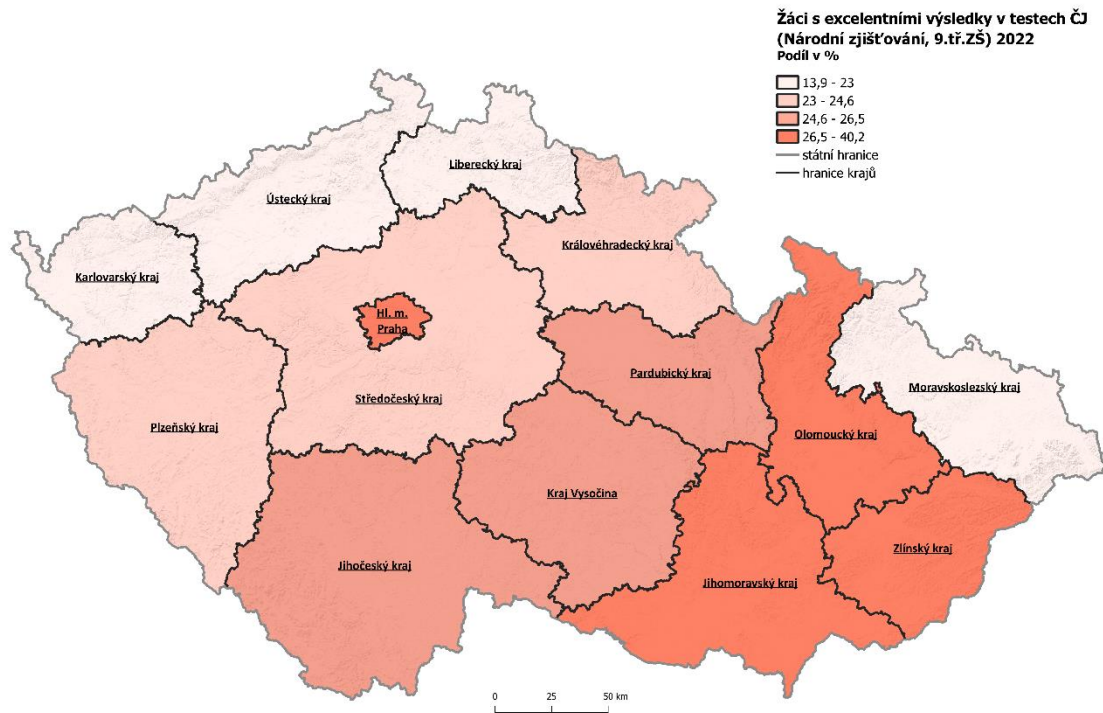 Žáci s excelentními výsledky v testech ČJ
(Národní zjišťování, 9.tř.ZŠ) 2022
Podíl v %
13,9 - 23
23 - 24,6
24,6 - 26,5
26,5 - 40,2
státní hranice
hranice krajů
Liberecký kraj
Ústecký kraj
Královéhradecký kraj
Karlovarský kraj
Hl. m.
Praha
Pardubický kraj
Moravskoslezský kraj
Středočeský kraj
Plzeňský kraj
Olomoucký kraj
Kraj Vysočina
Zlínský kraj
Jihočeský kraj
Jihomoravský kraj
0 25 50 km